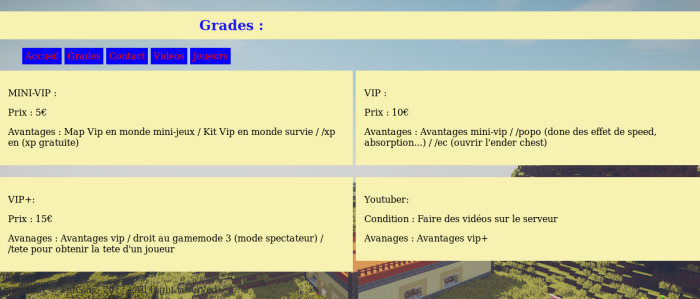 Grades :
Accueil Grades Contact Vidéos Joueurs
MINI-VIP :
Prix : 5€
Avantages : Map Vip en monde mini-jeux / Kit Vip en monde survie / /xp
en (xp gratuite)
VIP :
Prix : 10€
Avantages : Avantages mini-vip / /popo (done des effet de speed,
absorption...) / /ec (ouvrir l'ender chest)
VIP+:
Prix : 15€
Avanages : Avantages vip / droit au gamemode 3 (mode spectateur) /
/tete pour obtenir la tete d'un joueur
Youtuber:
Condition : Faire des vidéos sur le serveur
Avanages : Avantages vip+